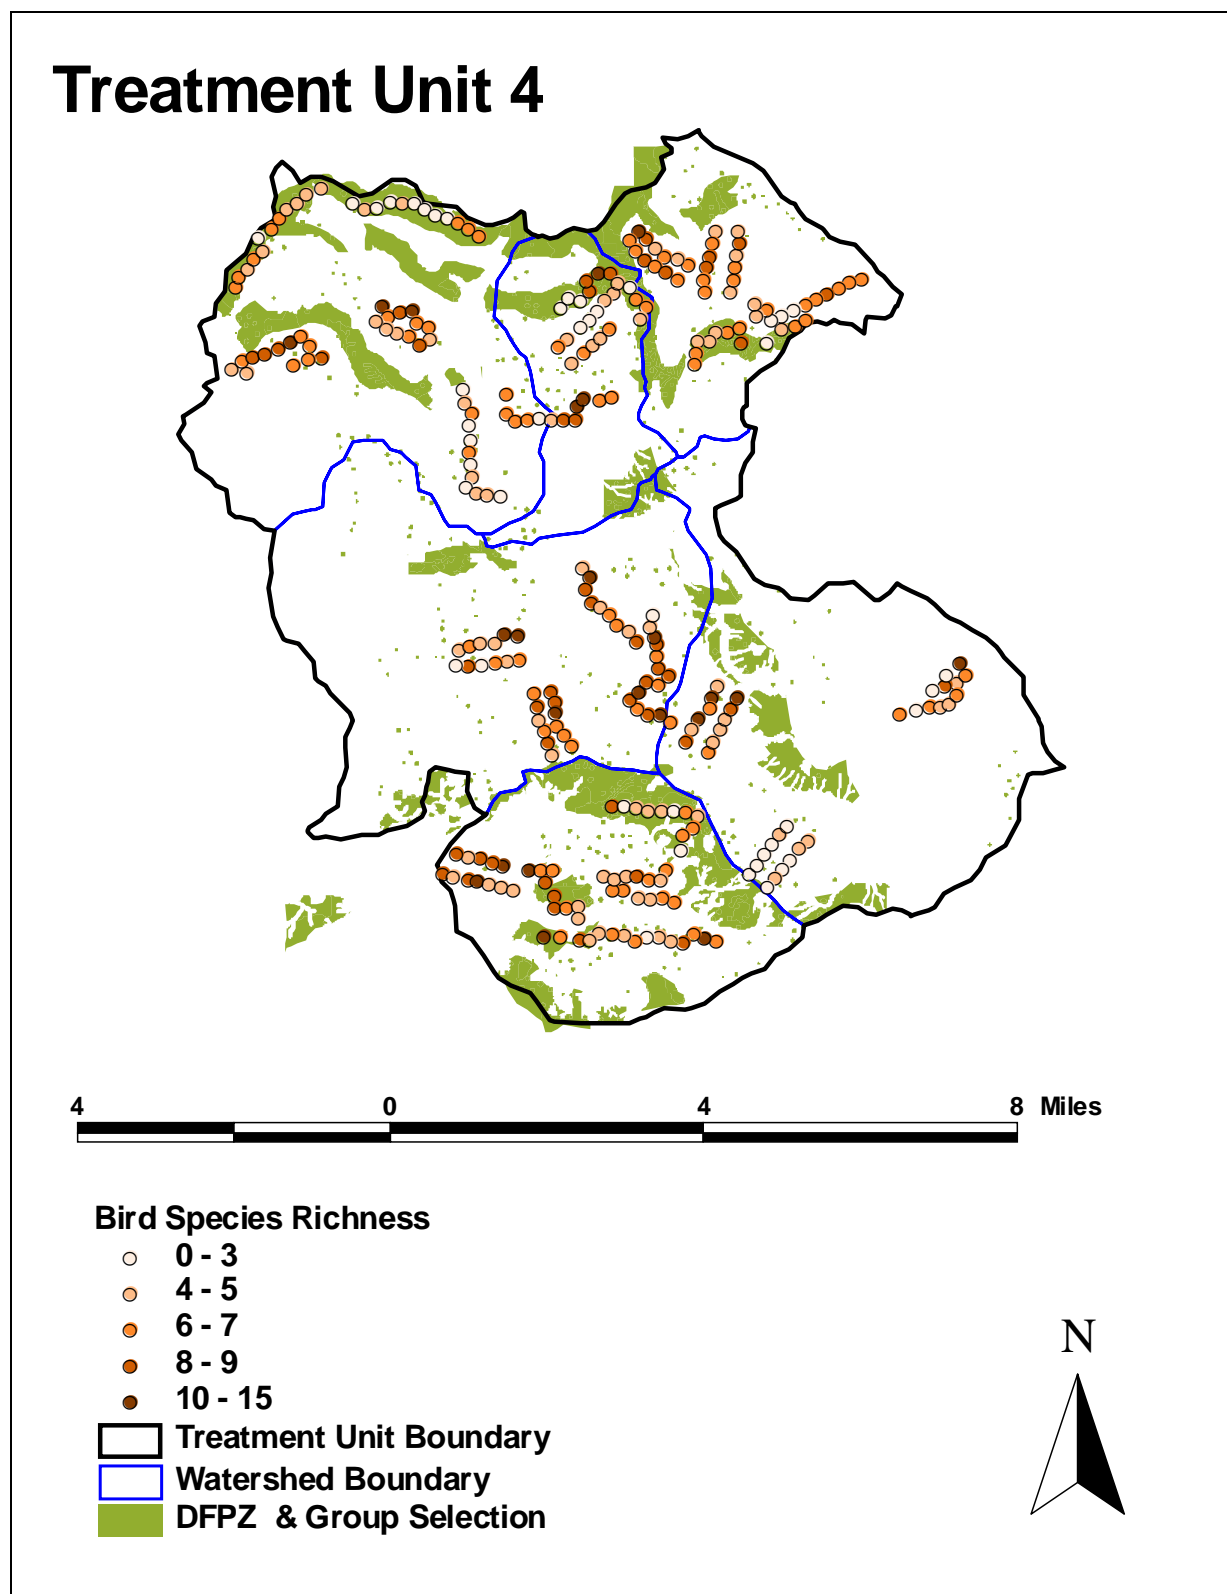 Treatment Unit 4
4 0 4 8 Miles
Bird Species Richness
0 - 3
4 - 5
6 - 7
8 - 9
10 - 15
Treatment Unit Boundary
Watershed Boundary
DFPZ & Group Selection
N